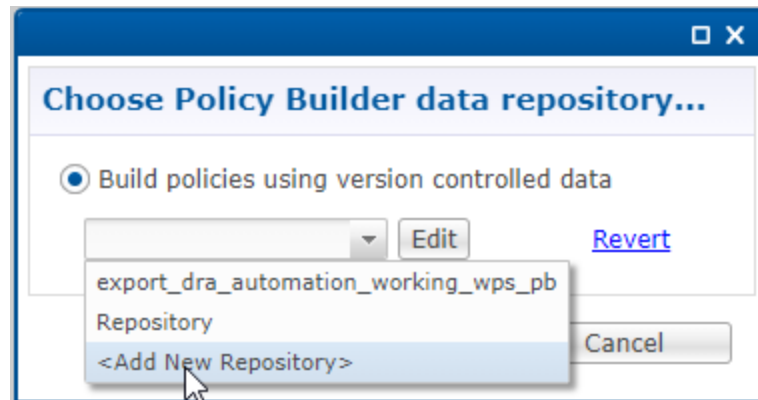 Choose Policy Builder data repository...
Build policies using version controlled data
Edit
Revert
export_dra_automation_working_wps_pb
Repository
<Add New Repository>
Cancel